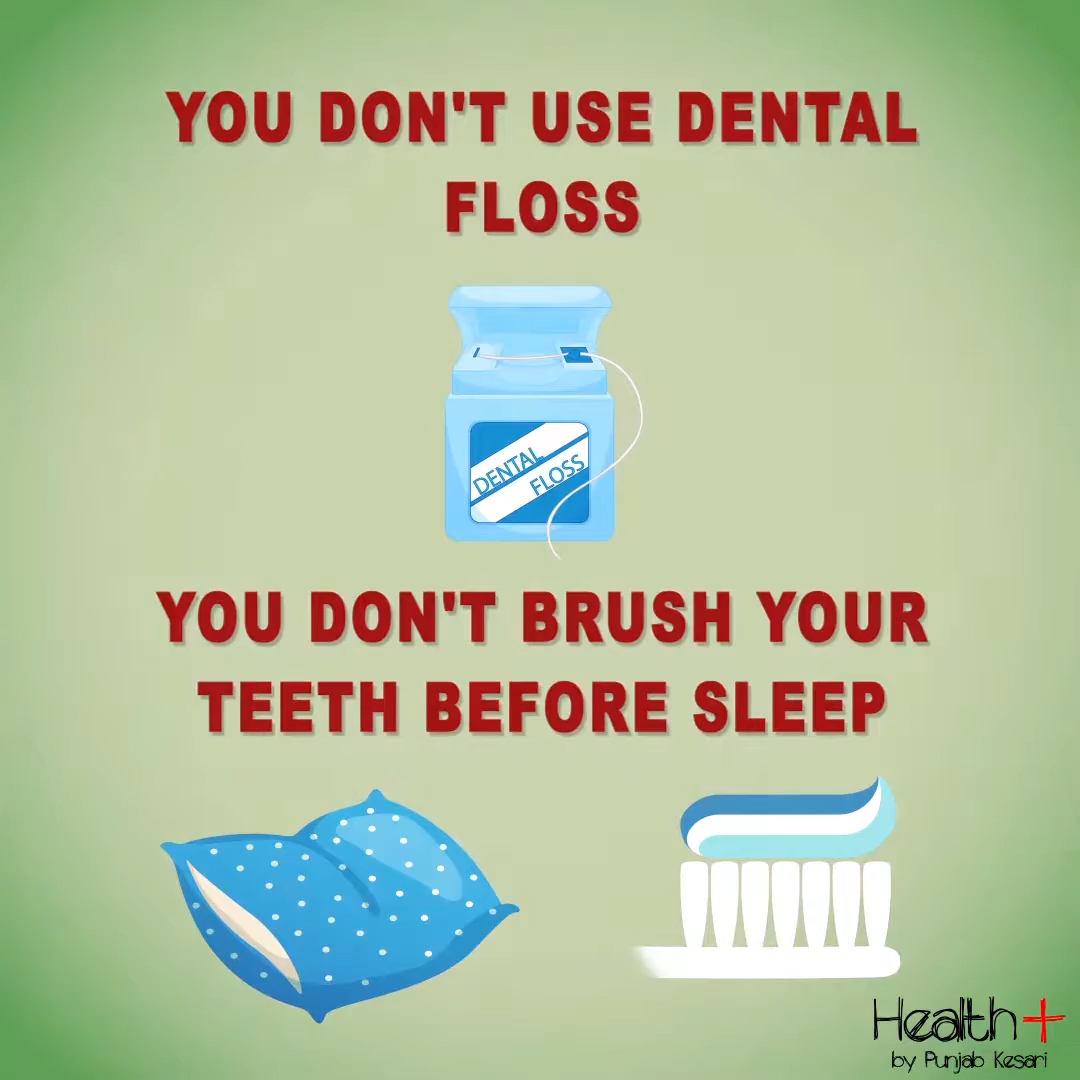 YOU DON'T USE DENTAL
FLOSS
DENTAL
FLOSS
YOU DON'T BRUSH YOUR
TEETH BEFORE SLEEP
Health+
by Punjab Kesari